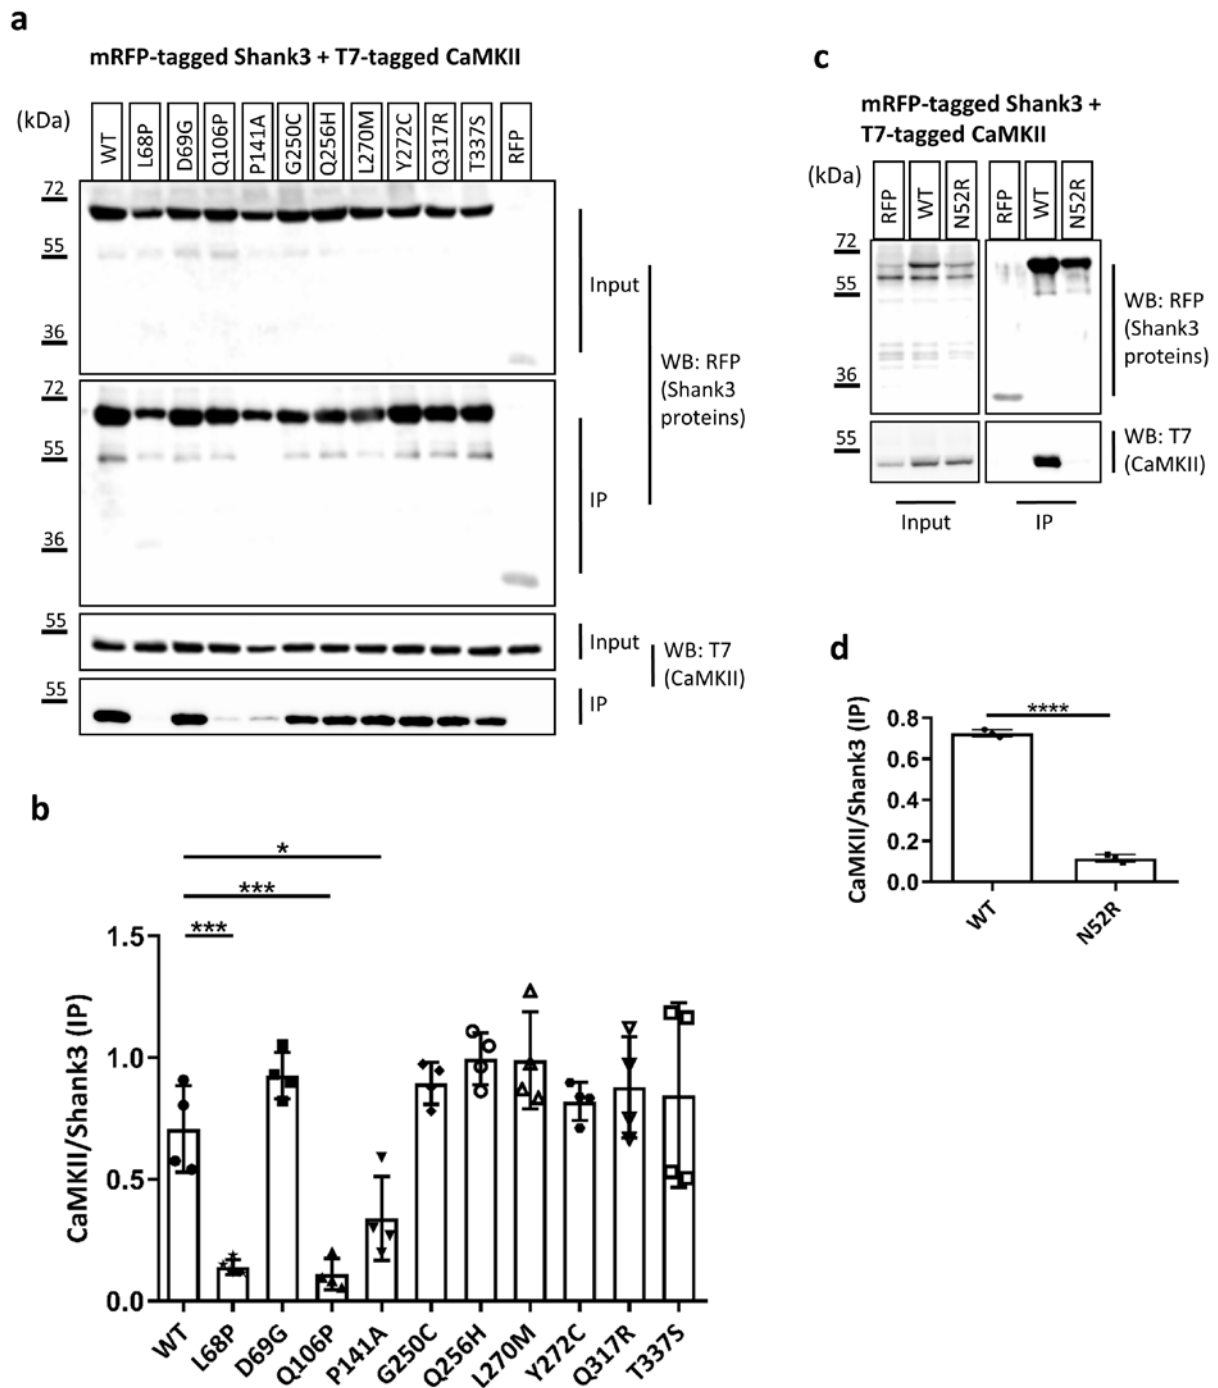 a
mRFP-tagged Shank3 + T7-tagged CaMKII
(kDa)
WT
L68P
D69G
Q106P
P141A
G250C
Q256H
L270M
Y272C
Q317R
T337S
RFP
72
55
36
Input
72
55
36
IP
WB: RFP
(Shank3
proteins)
55
Input
55
IP
WB: T7
(CaMKII)
c
mRFP-tagged Shank3 +
T7-tagged CaMKII
(kDa)
RFP
WT
N52R
RFP
WT
N52R
72
55
36
WB: RFP
(Shank3
proteins)
55
WB: T7
(CaMKII)
Input
IP
b
*
***
***
CaMKII/Shank3 (IP)
1.5
1.0
0.5
0.0
WT
L68P
D69G
Q106P
P141A
G250C
Q256H
L270M
Y272C
Q317R
T337S
d
****
CaMKII/Shank3 (IP)
0.8
0.6
0.4
0.2
0.0
WT
N52R